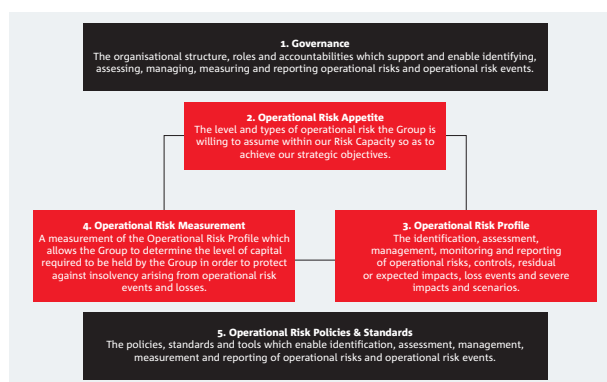 1. Governance
The organisational structure, roles and accountabilities which support and enable identifying,
assessing, managing, measuring and reporting operational risks and operational risk events.
2. Operational Risk Appetite
The level and types of operational risk the Group is
willing to assume within our Risk Capacity so as to
achieve our strategic objectives.
4. Operational Risk Measurement
A measurement of the Operational Risk Profile which
allows the Group to determine the level of capital
required to be held by the Group in order to protect
against insolvency arising from operational risk
events and losses.
3. Operational Risk Profile
The identification, assessment,
management, monitoring and reporting
of operational risks, controls, residual
or expected impacts, loss events and severe
impacts and scenarios.
5. Operational Risk Policies & Standards
The policies, standards and tools which enable identification, assessment, management,
measurement and reporting of operational risks and operational risk events.